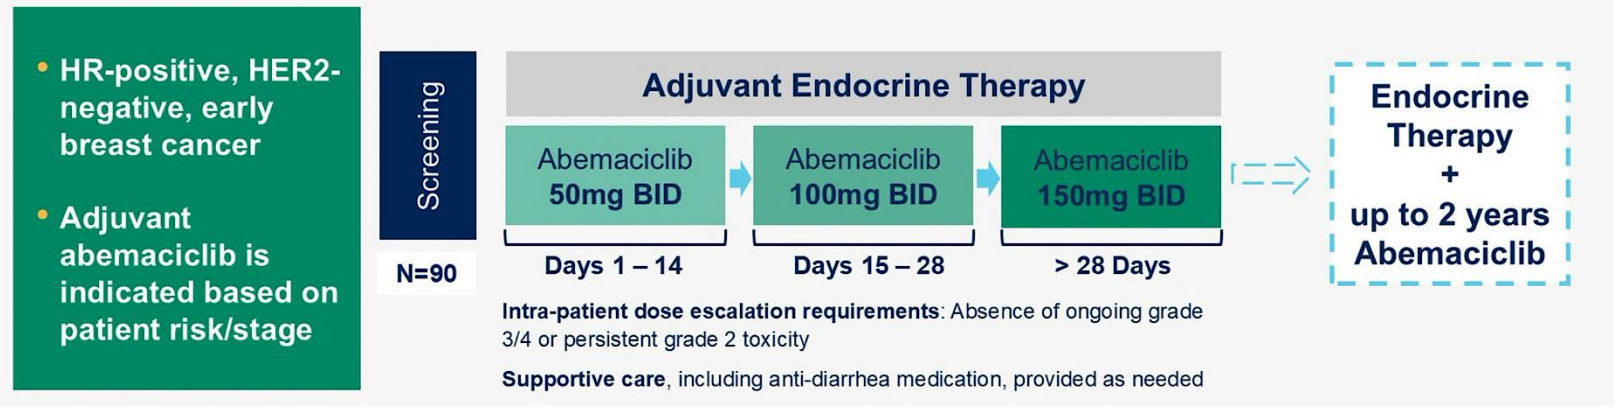 • HR-positive, HER2-
negative, early
breast cancer
• Adjuvant
abemaciclib is
indicated based on
patient risk/stage
Screening
N=90
Adjuvant Endocrine Therapy
Abemaciclib
50mg BID
Abemaciclib
100mg BID
Abemaciclib
150mg BID
Days 1 – 14
Days 15 – 28
> 28 Days
Intra-patient dose escalation requirements: Absence of ongoing grade
3/4 or persistent grade 2 toxicity
Supportive care, including anti-diarrhea medication, provided as needed
Endocrine
Therapy
+
up to 2 years
Abemaciclib